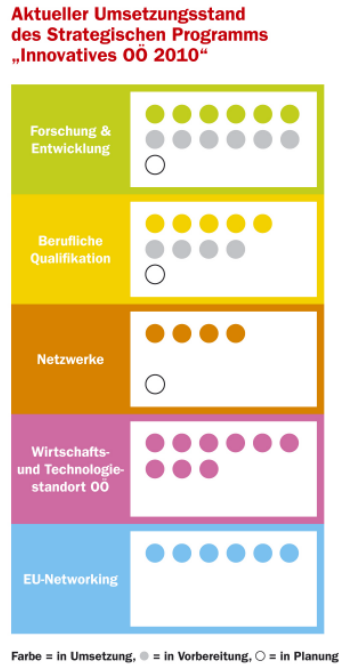 Aktueller Umsetzungsstand
des Strategischen Programms
„Innovatives OÖ 2010“
Forschung &
Entwicklung
Berufliche
Qualifikation
Netzwerke
Wirtschafts-
und Technologie-
standort OÖ
EU-Networking
Farbe = in Umsetzung, = in Vorbereitung, = in Planung